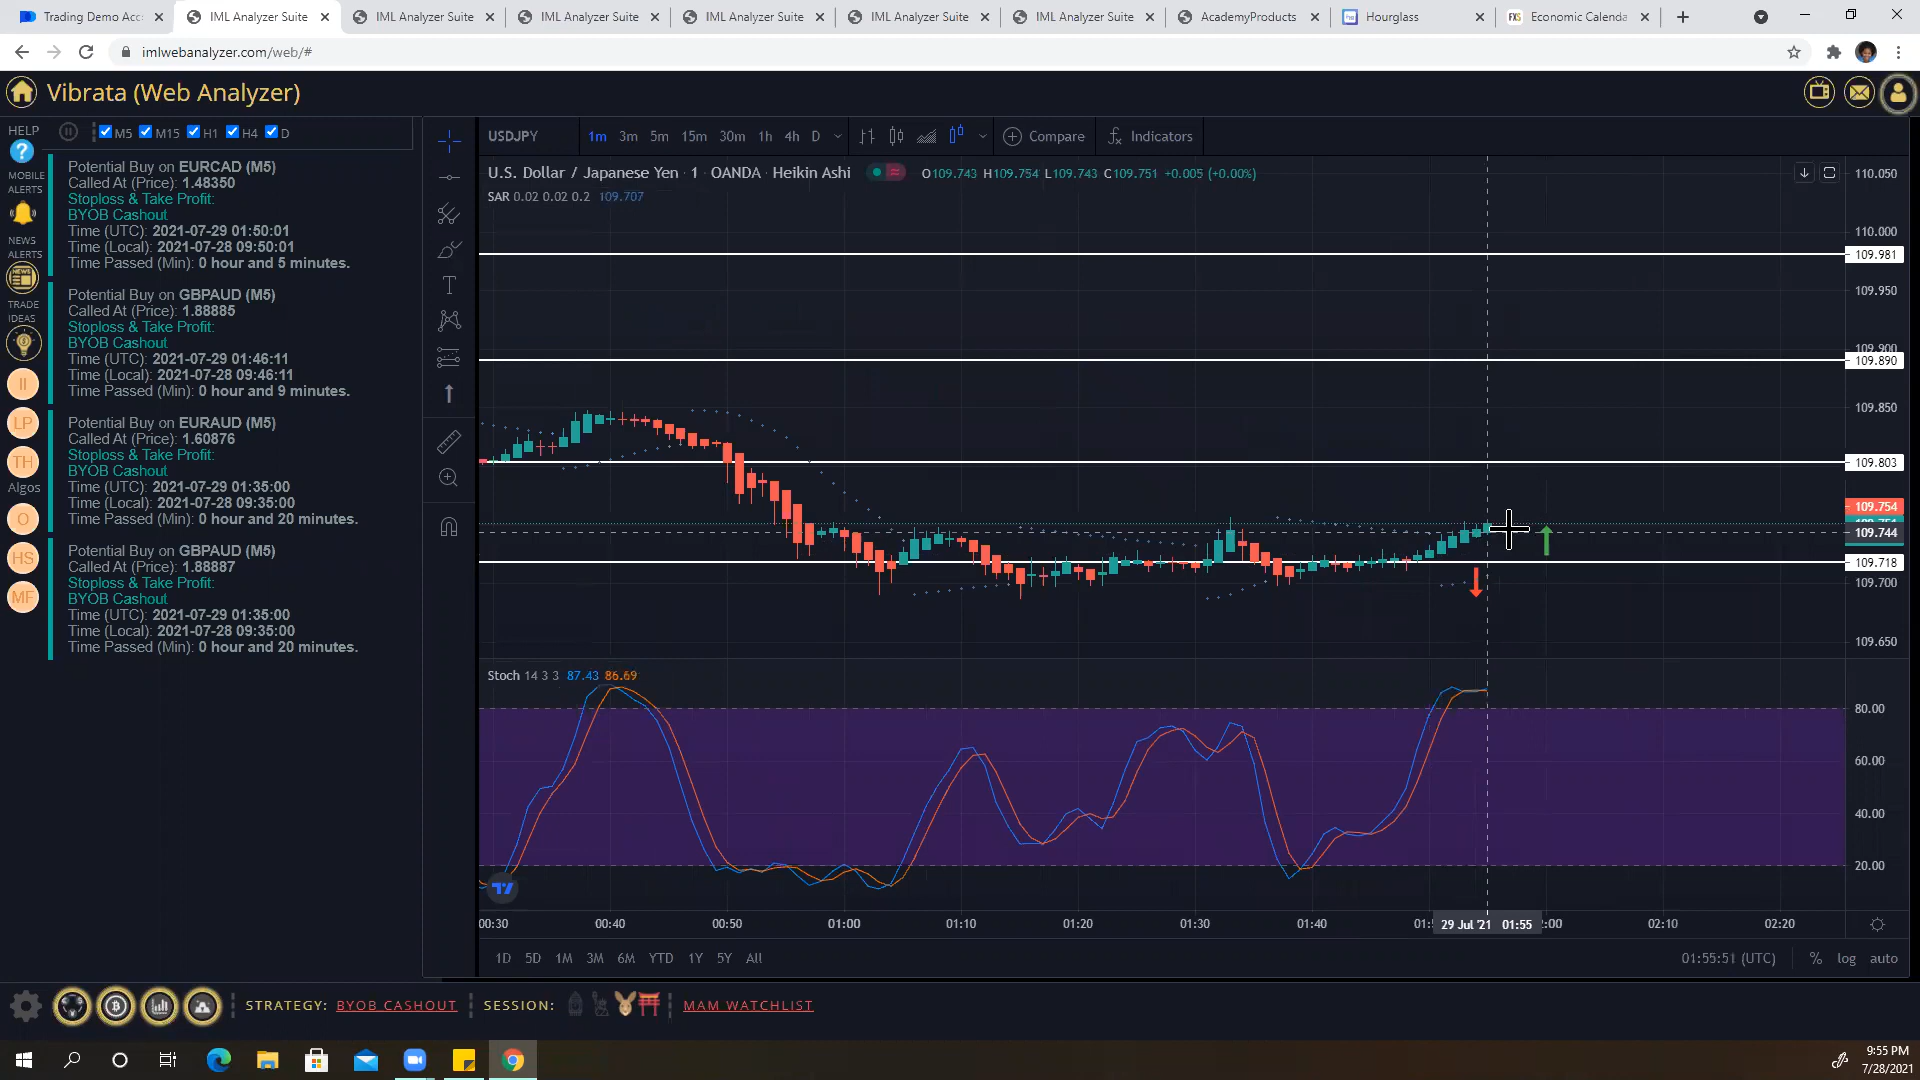 Trading Demo Acc
IML Analyzer Suite
IML Analyzer Suite
IML Analyzer Suite
IML Analyzer Suite
IML Analyzer Suite
IML Analyzer Suite
AcademyProducts
Hourglass
FXS Economic Calenda
imlwebanalyzer.com/web/#
Vibrata (Web Analyzer)
HELP
?
MOBILE
ALERTS
NEWS
ALERTS
NEWS
TRADE
IDEAS
II
LP
TH
Algos
O
HS
MF
M5 M15 H1 H4 D
Potential Buy on EURCAD (M5)
Called At (Price): 1.48350
Stoploss & Take Profit:
BYOB Cashout
Time (UTC): 2021-07-29 01:50:01
Time (Local): 2021-07-28 09:50:01
Time Passed (Min): 0 hour and 5 minutes.
Potential Buy on GBPAUD (M5)
Called At (Price): 1.88885
Stoploss & Take Profit:
BYOB Cashout
Time (UTC): 2021-07-29 01:46:11
Time (Local): 2021-07-28 09:46:11
Time Passed (Min): 0 hour and 9 minutes.
Potential Buy on EURAUD (M5)
Called At (Price): 1.60876
Stoploss & Take Profit:
BYOB Cashout
Time (UTC): 2021-07-29 01:35:00
Time (Local): 2021-07-28 09:35:00
Time Passed (Min): 0 hour and 20 minutes.
Potential Buy on GBPAUD (M5)
Called At (Price): 1.88887
Stoploss & Take Profit:
BYOB Cashout
Time (UTC): 2021-07-29 01:35:00
Time (Local): 2021-07-28 09:35:00
Time Passed (Min): 0 hour and 20 minutes.
USDJPY 1m 3m 5m 15m 30m 1h 4h D Compare Indicators
U.S. Dollar / Japanese Yen · 1 · OANDA · Heikin Ashi O109.743 H109.754 L109.743 C109.751 +0.005 (+0.00%)
SAR 0.02 0.02 0.2 109.707
110.050
110.000
109.981
109.950
109.900
109.890
109.850
109.803
109.754
109.744
109.718
109.700
109.650
Stoch 14 3 3 87.43 86.69
80.00
60.00
40.00
20.00
00:30 00:40 00:50 01:00 01:10 01:20 01:30 01:40 29 Jul '21 01:55 02:10 02:20
1D 5D 1M 3M 6M YTD 1Y 5Y All 01:55:51 (UTC) % log auto
STRATEGY: BYOB CASHOUT SESSION: MAM WATCHLIST
9:55 PM
7/28/2021